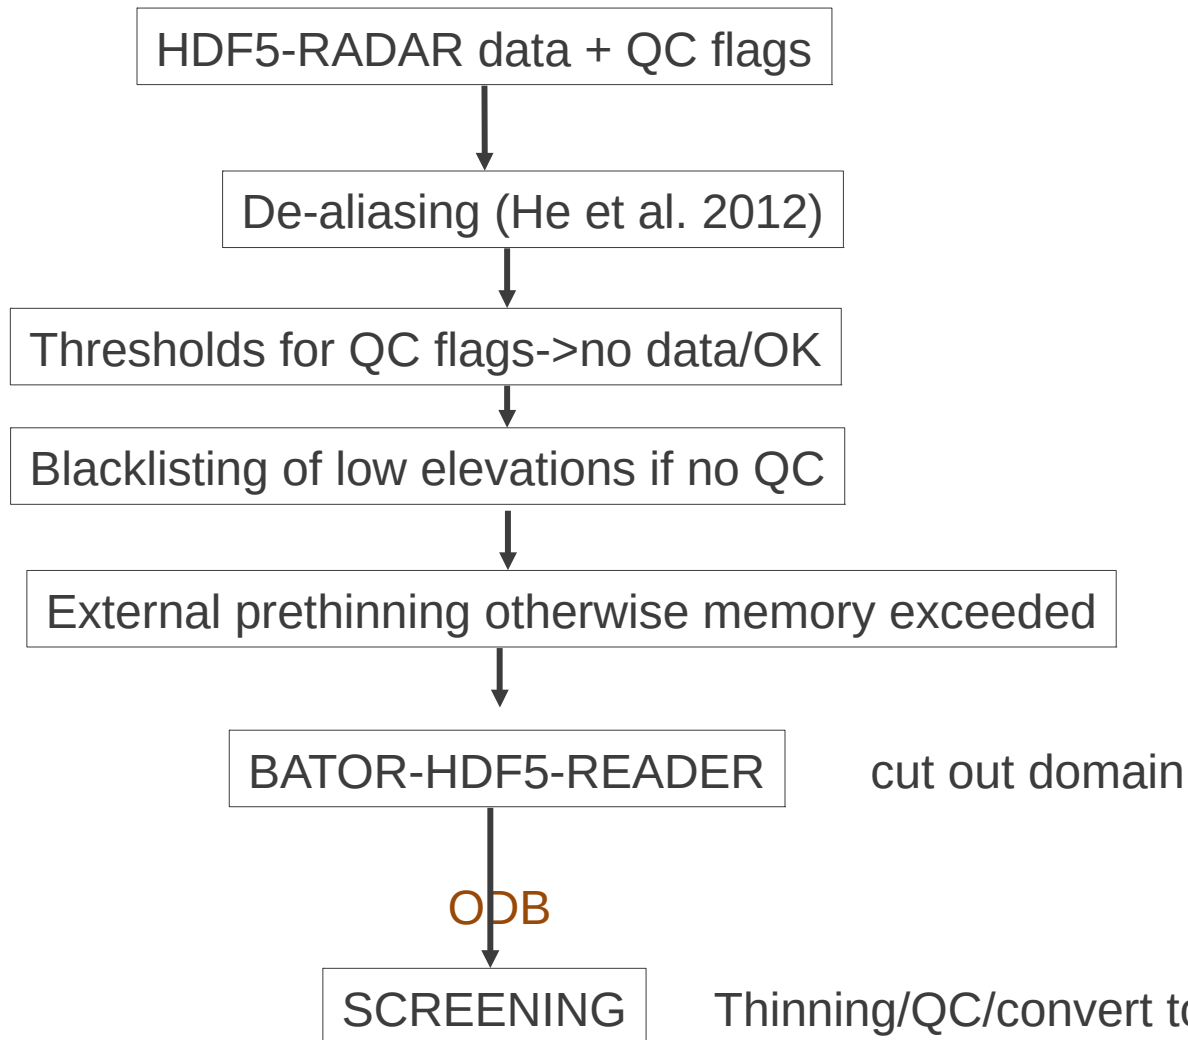 HDF5-RADAR data + QC flags
De-aliasing (He et al. 2012)
Thresholds for QC flags->no data/OK
Blacklisting of low elevations if no QC
External prethinning otherwise memory exceeded
BATOR-HDF5-READER cut out domain
ODB
SCREENING Thinning/QC/convert